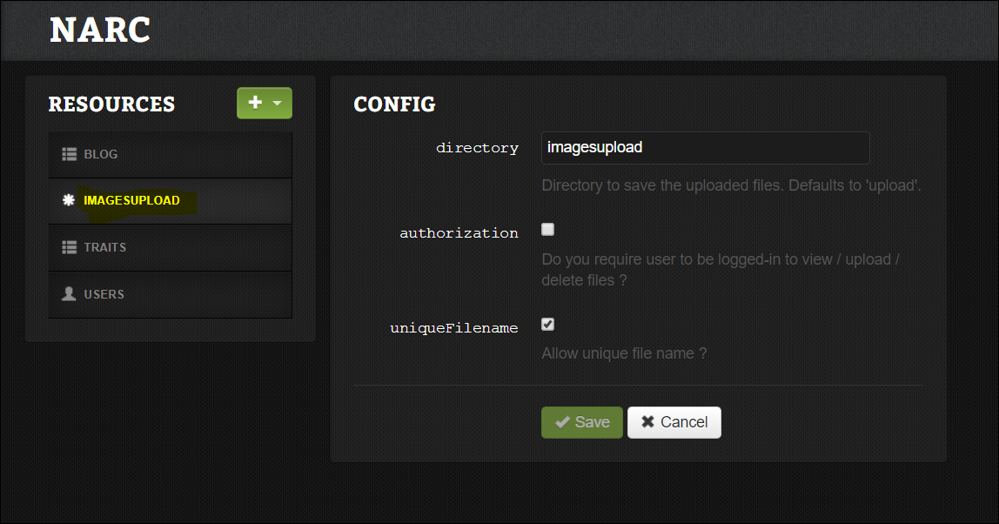 NARC
RESOURCES
BLOG
IMAGESUPLOAD
TRAITS
USERS
CONFIG
directory
imagesupload
Directory to save the uploaded files. Defaults to 'upload'.
authorization
Do you require user to be logged-in to view / upload /
delete files ?
uniqueFilename
Allow unique file name ?
Save
Cancel